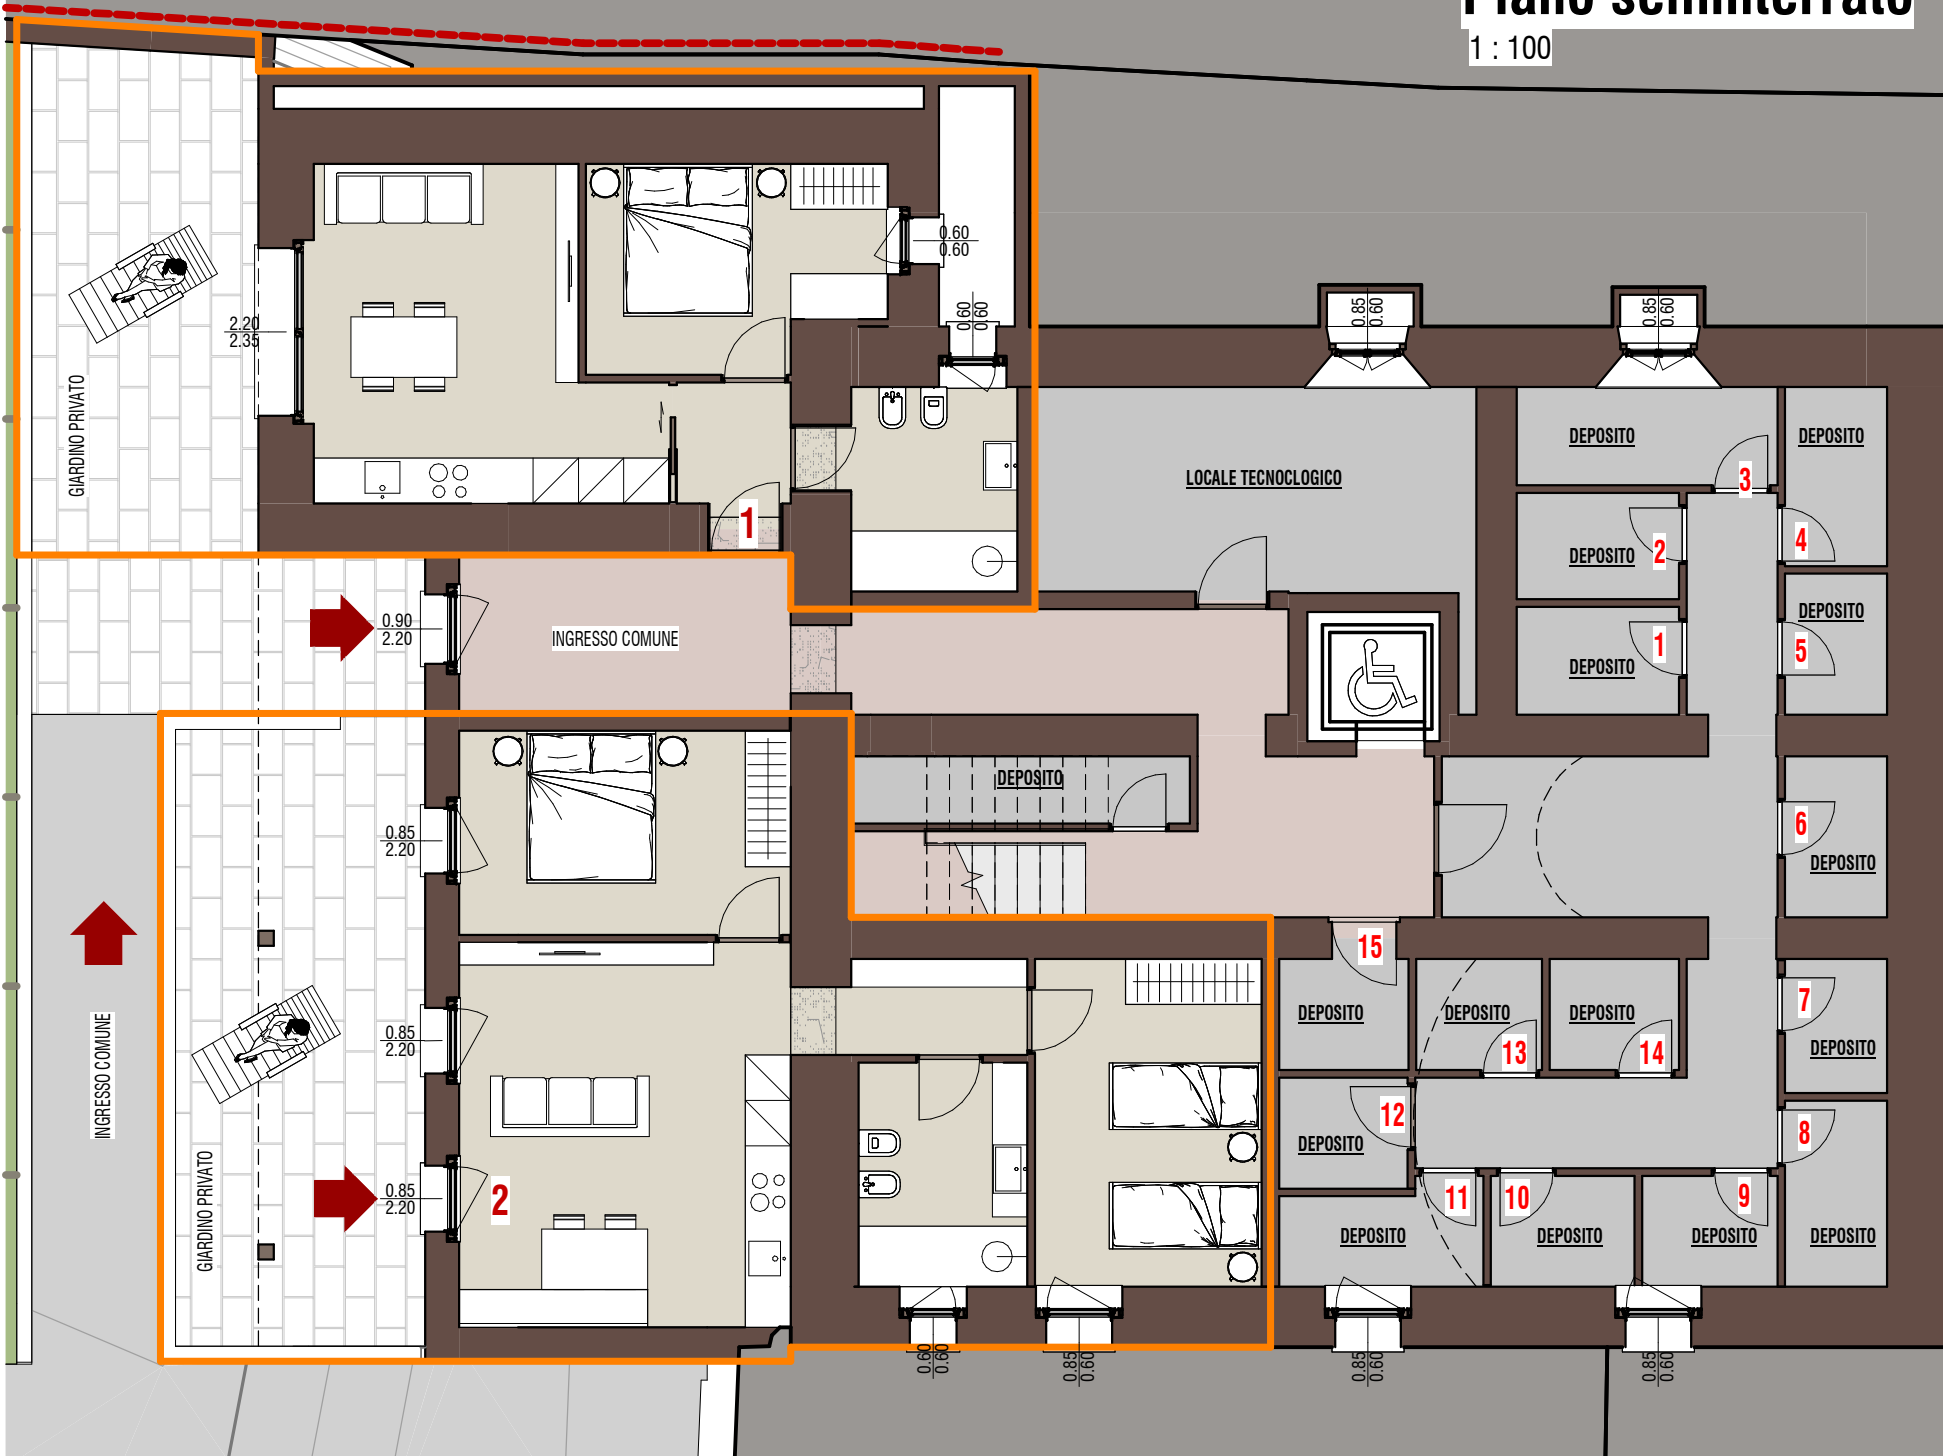 Piano seminterrato
1 : 100
0.60
0.60
0.60
0.60
0.85
0.60
0.85
0.60
2.20
2.35
GIARDINO PRIVATO
DEPOSITO
DEPOSITO
LOCALE TECNOCLOGICO
3
1
2
4
DEPOSITO
DEPOSITO
0.90
2.20
INGRESSO COMUNE
1
5
DEPOSITO
DEPOSITO
0.85
2.20
6
DEPOSITO
15
7
DEPOSITO
DEPOSITO
DEPOSITO
0.85
2.20
INGRESSO COMUNE
13
14
DEPOSITO
12
8
DEPOSITO
GIARDINO PRIVATO
0.85
2.20
2
11
10
9
DEPOSITO
DEPOSITO
DEPOSITO
DEPOSITO
0.60
0.60
0.85
0.60
0.85
0.60
0.85
0.60